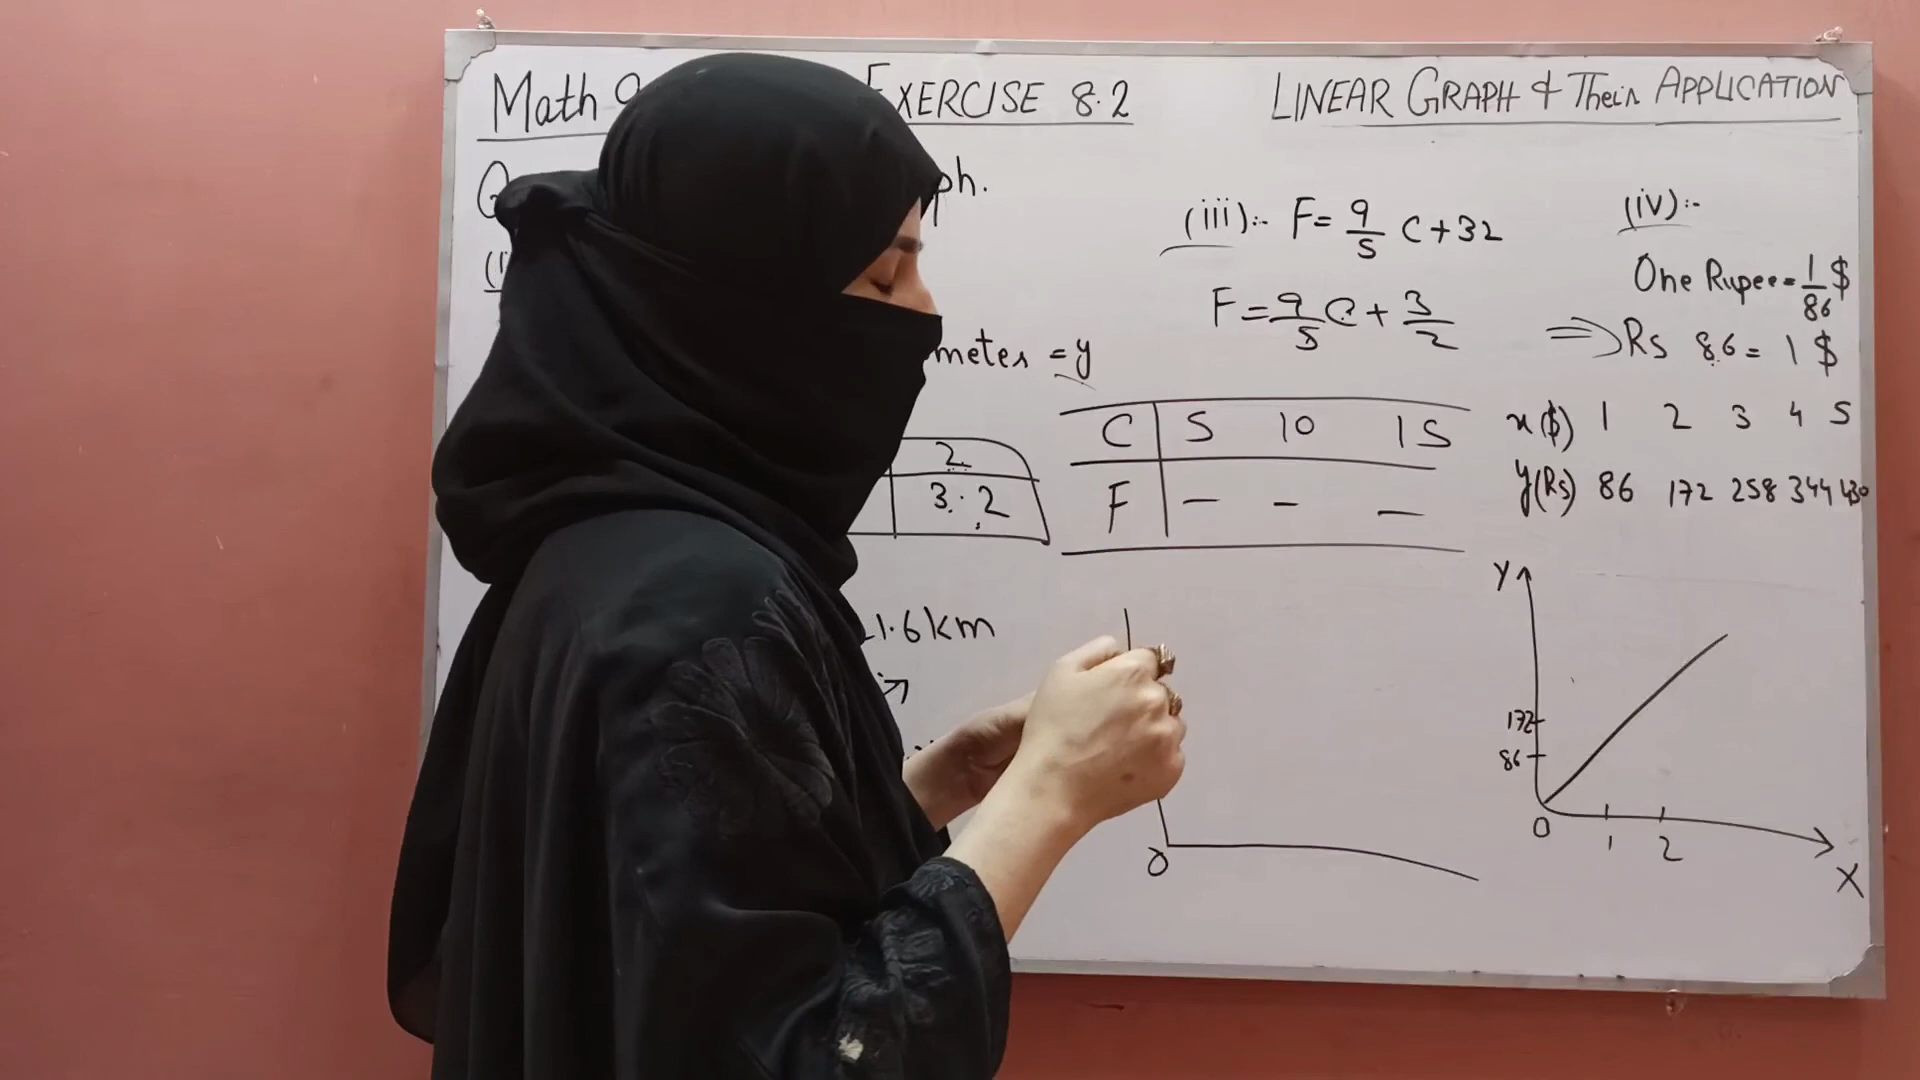 Math 9 EXERCISE 8.2 LINEAR GRAPH & Their APPLICATION
ph.
(iii):- F = 9/5 C + 32
F = 9/5 C + 3/2
(iv):-
One Rupee = 1/86 $
⇒ Rs 86 = 1 $
meter = y
2
3.2
C 5 10 15
F — — —
x($) 1 2 3 4 5
y(Rs) 86 172 258 344 430
1.6 km
O
Y
172
86
O 1 2
X